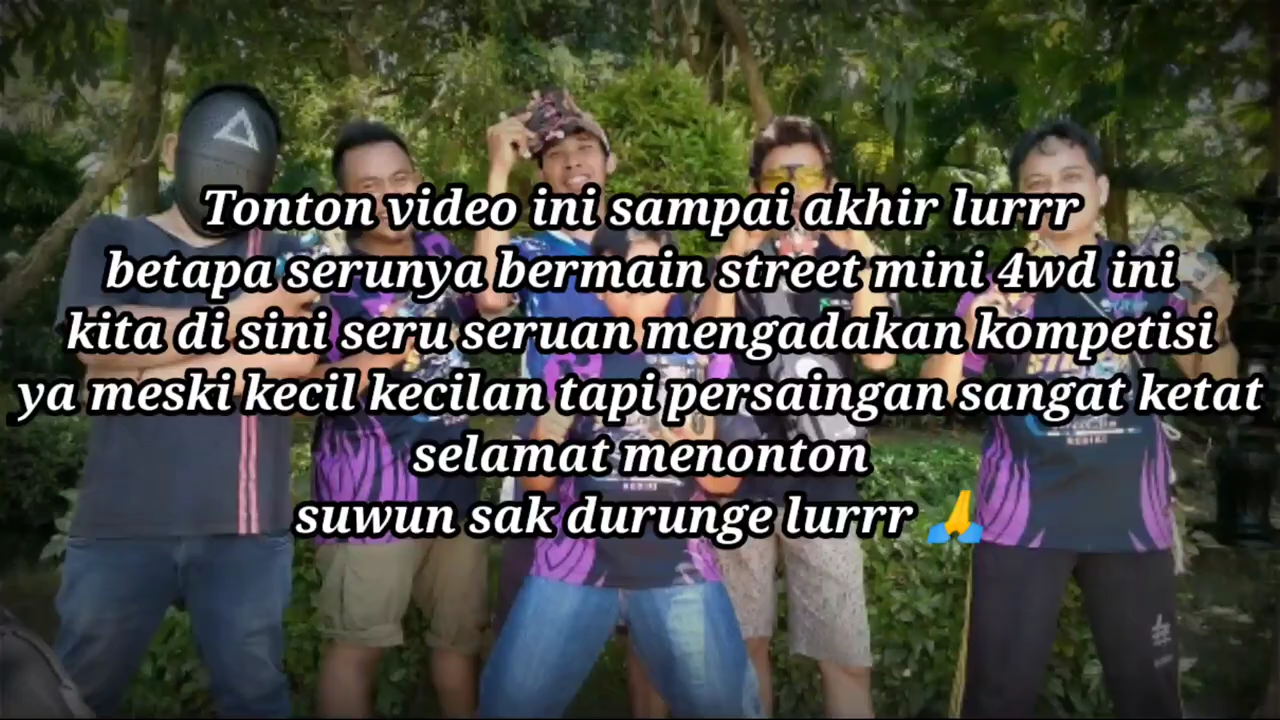 Tonton video ini sampai akhir lurrr
betapa serunya bermain street mini 4wd ini
kita di sini seru seruan mengadakan kompetisi
ya meski kecil kecilan tapi persaingan sangat ketat
selamat menonton
suwun sak durunge lurrr 🙏